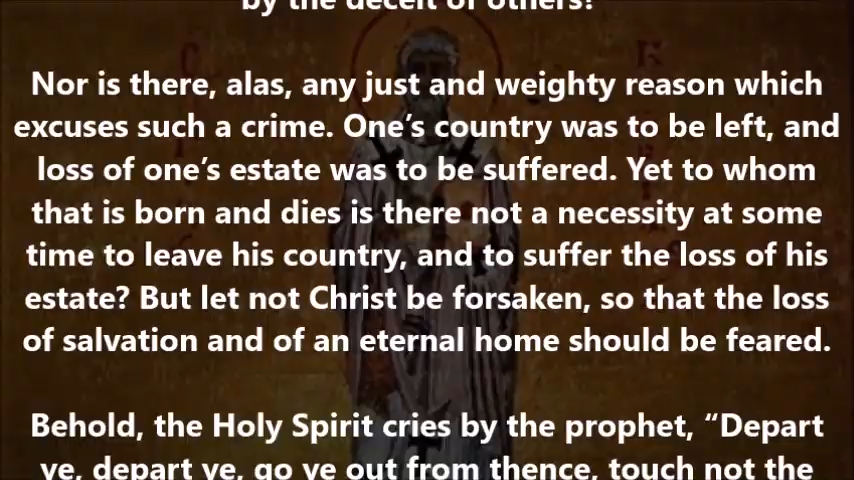 by the deceit of others!
Nor is there, alas, any just and weighty reason which
excuses such a crime. One’s country was to be left, and
loss of one’s estate was to be suffered. Yet to whom
that is born and dies is there not a necessity at some
time to leave his country, and to suffer the loss of his
estate? But let not Christ be forsaken, so that the loss
of salvation and of an eternal home should be feared.
Behold, the Holy Spirit cries by the prophet, “Depart
ye, depart ye, go ye out from thence, touch not the